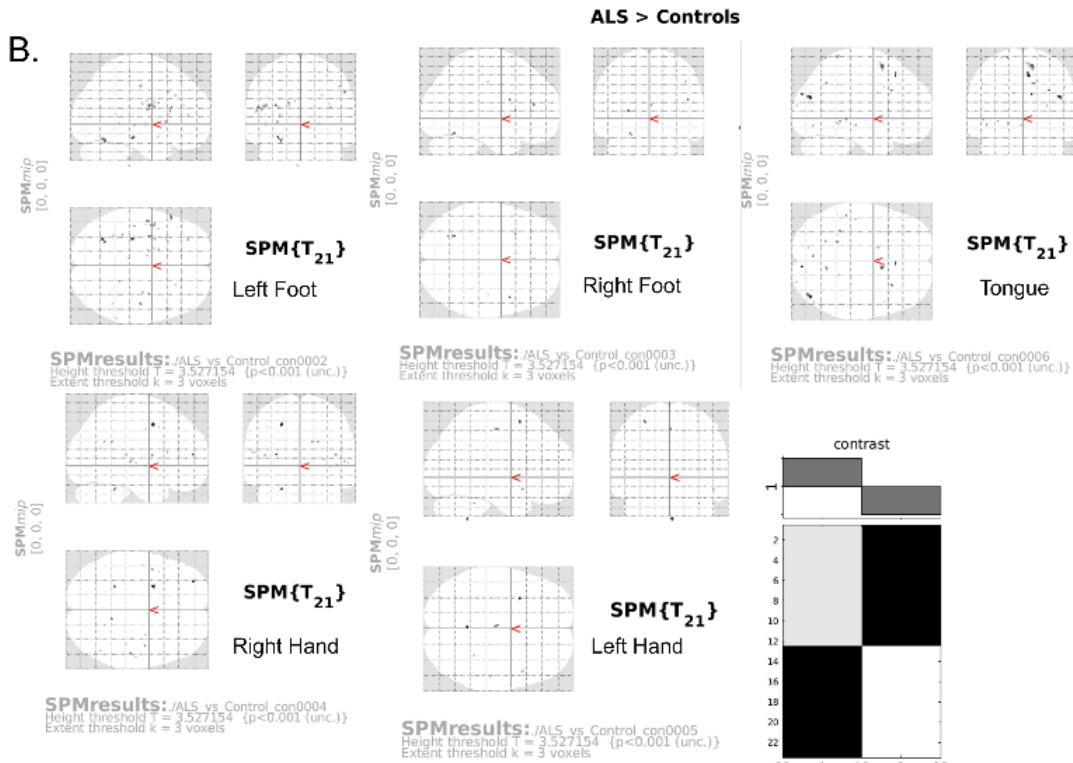 ALS > Controls
B.
SPMmip
[0, 0, 0]
<
<
<
SPM{T21}
Left Foot
SPMresults: ./ALS_vs_Control_con0002
Height threshold T = 3.527154 {p<0.001 (unc.)}
Extent threshold k = 3 voxels
SPMmip
[0, 0, 0]
<
<
<
SPM{T21}
Right Foot
SPMresults: ./ALS_vs_Control_con0003
Height threshold T = 3.527154 {p<0.001 (unc.)}
Extent threshold k = 3 voxels
SPMmip
[0, 0, 0]
<
<
<
SPM{T21}
Tongue
SPMresults: ./ALS_vs_Control_con0006
Height threshold T = 3.527154 {p<0.001 (unc.)}
Extent threshold k = 3 voxels
SPMmip
[0, 0, 0]
<
<
<
SPM{T21}
Right Hand
SPMresults: ./ALS_vs_Control_con0004
Height threshold T = 3.527154 {p<0.001 (unc.)}
Extent threshold k = 3 voxels
SPMmip
[0, 0, 0]
<
<
<
SPM{T21}
Left Hand
SPMresults: ./ALS_vs_Control_con0005
Height threshold T = 3.527154 {p<0.001 (unc.)}
Extent threshold k = 3 voxels
contrast
1
2
4
6
8
10
12
14
16
18
20
22